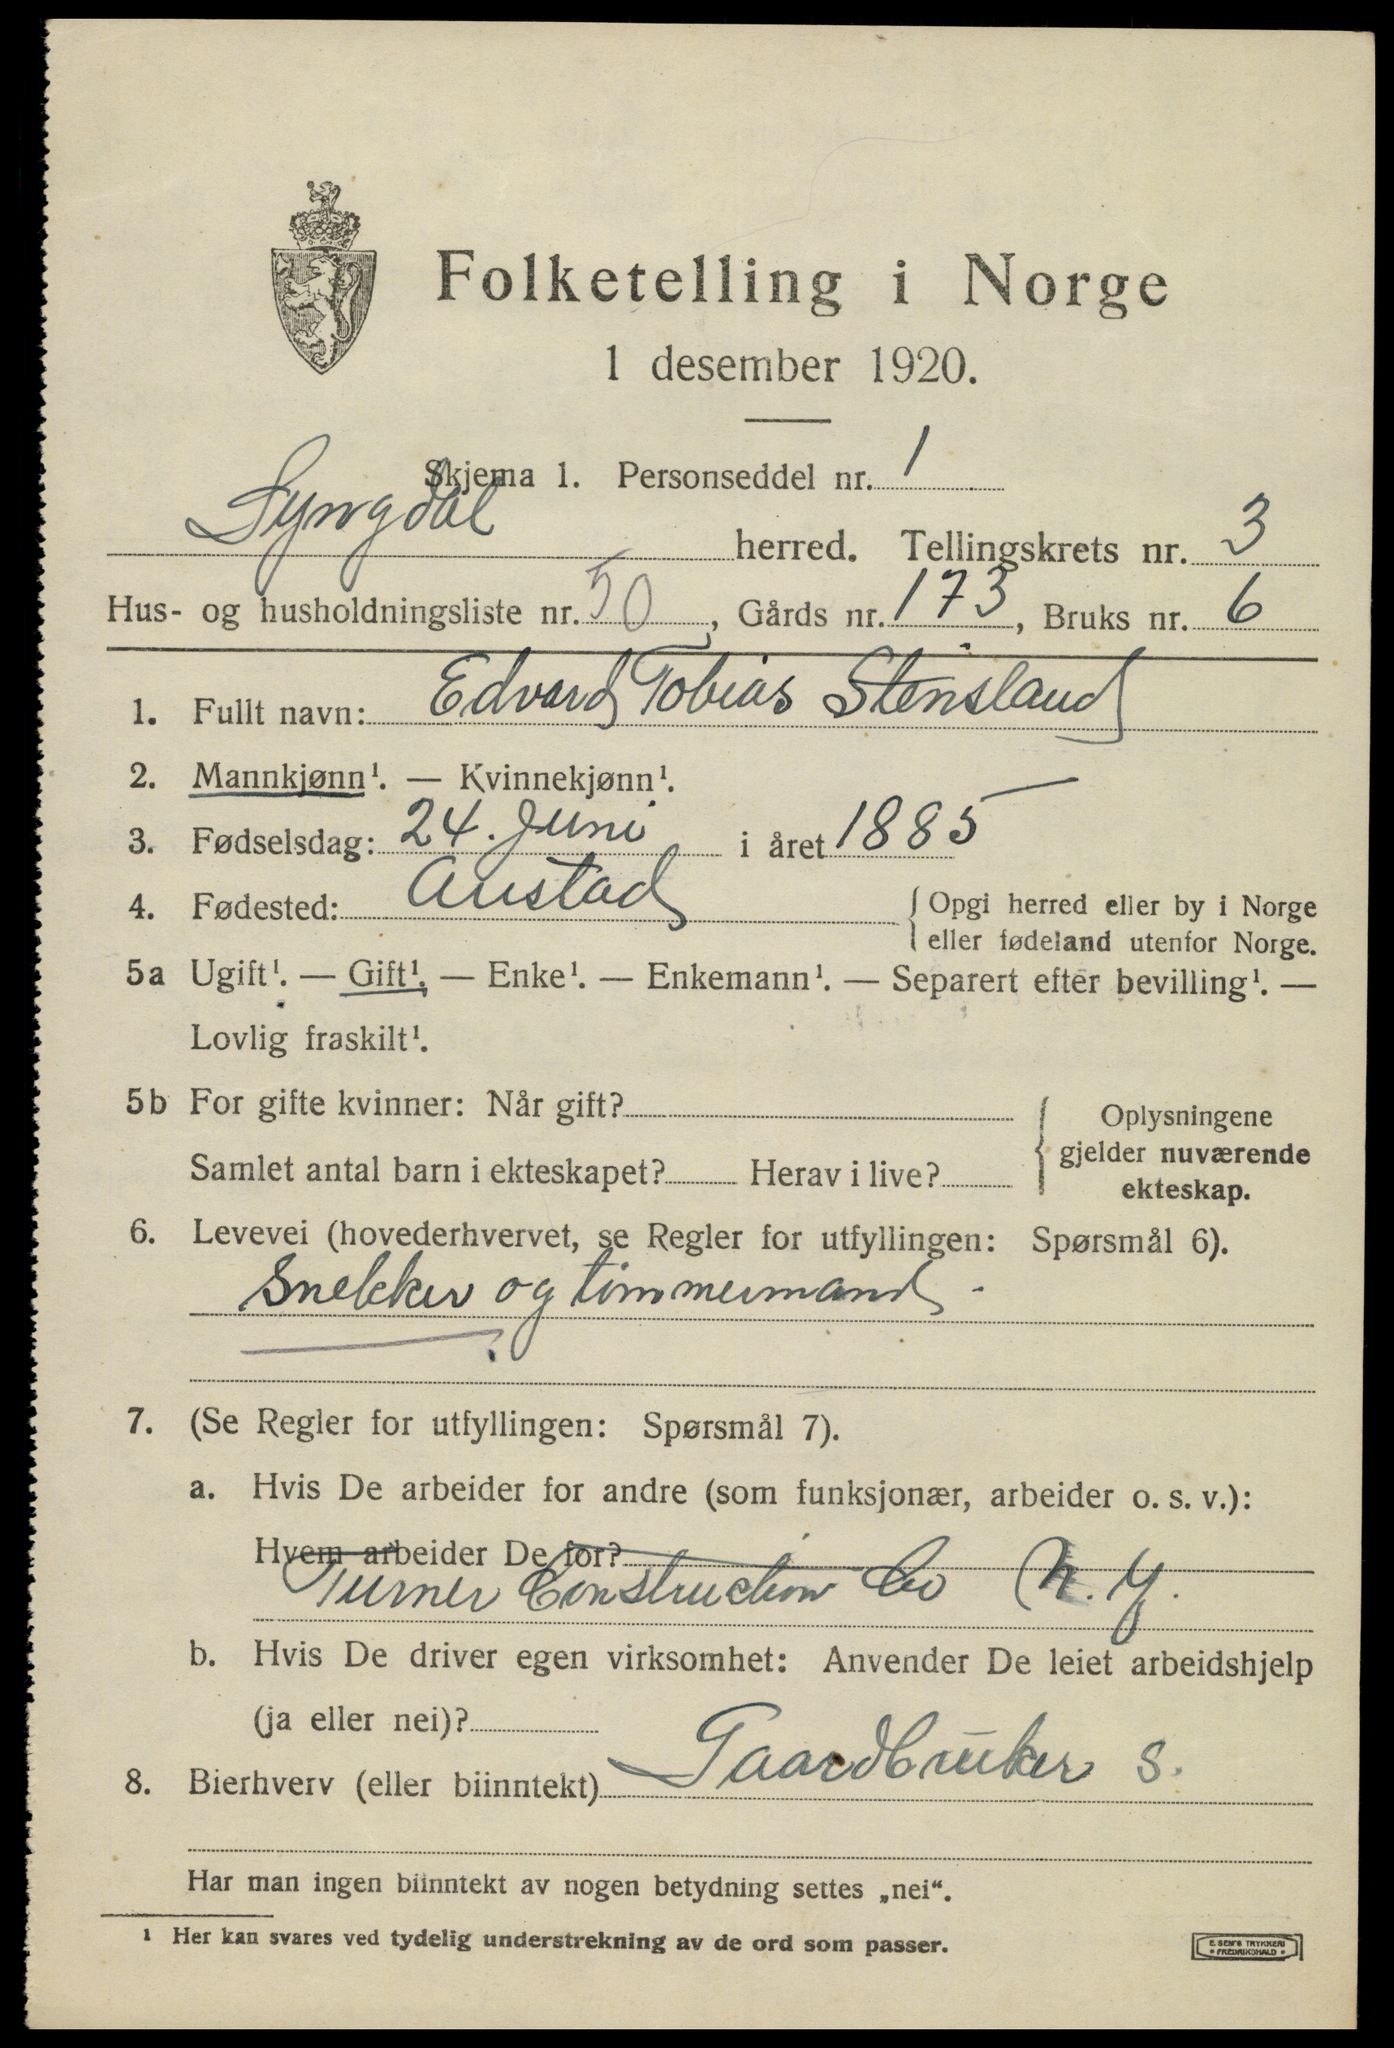 Folketelling i Norge
1 desember 1920.
Skjema 1. Personseddel nr. 1
Lyngdal herred. Tellingskrets nr. 3
Hus- og husholdningsliste nr. 50, Gårds nr. 173, Bruks nr. 6
1. Fullt navn: Edvard Tobias Stensland
2. Mannkjønn¹. — Kvinnekjønn¹.
3. Fødselsdag: 24. Juni i året 1885
4. Fødested: Austad { Opgi herred eller by i Norge
eller fødeland utenfor Norge.
5a Ugift¹. — Gift¹. — Enke¹. — Enkemann¹. — Separert efter bevilling¹. —
Lovlig fraskilt¹.
5b For gifte kvinner: Når gift?
Samlet antal barn i ekteskapet? Herav i live?
{ Oplysningene
gjelder nuværende
ekteskap.
6. Levevei (hovederhvervet, se Regler for utfyllingen: Spørsmål 6).
Snekker og timmermand -
7. (Se Regler for utfyllingen: Spørsmål 7).
a. Hvis De arbeider for andre (som funksjonær, arbeider o. s. v.):
Hvem arbeider De for?
Turner Construction Co N. Y.
b. Hvis De driver egen virksomhet: Anvender De leiet arbeidshjelp
(ja eller nei)?
8. Bierhverv (eller biinntekt) Gaardbruker s.
Har man ingen biinntekt av nogen betydning settes „nei“.
¹ Her kan svares ved tydelig understrekning av de ord som passer.
E. SEM'S TRYKKERI
• FREDRIKSHALD •